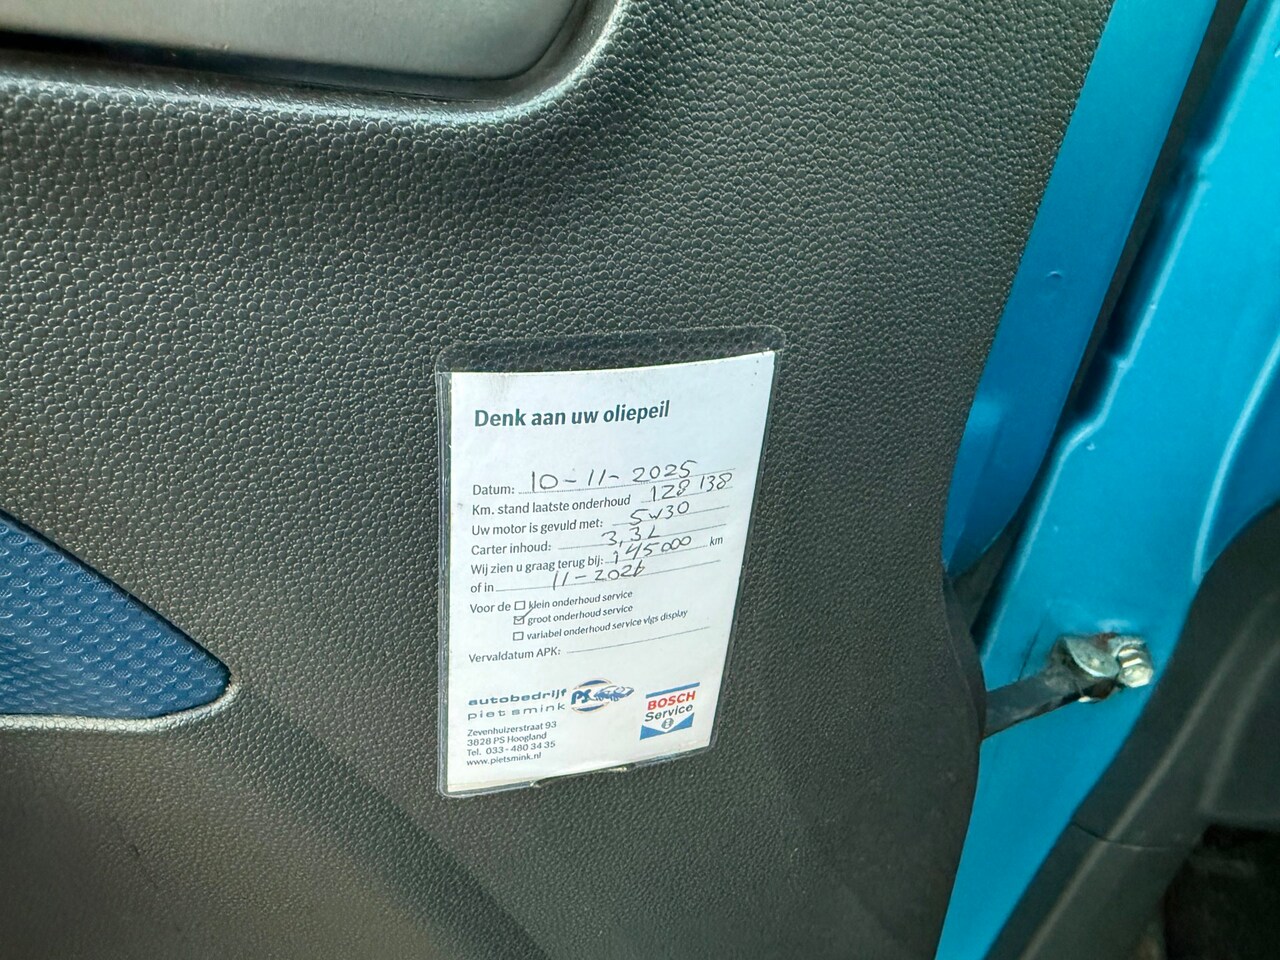 Denk aan uw oliepeil
Datum: 10-11-2025
Km. stand laatste onderhoud 128 138
Uw motor is gevuld met: 5w30
Carter inhoud: 3,3L
Wij zien u graag terug bij: 145000 km
of in 11-2026
Voor de klein onderhoud service
groot onderhoud service
variabel onderhoud service vlgs display
Vervaldatum APK:
autobedrijf PS
piet smink
Zevenhuizerstraat 93
3828 PS Hoogland
Tel. 033-480 34 35
www.pietsmink.nl
BOSCH
Service